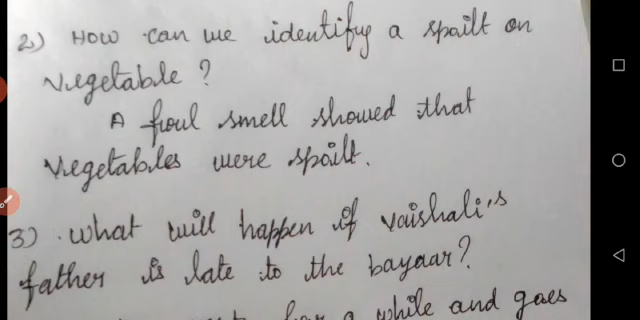 2) How can we identify a spoilt on
vegetable?
A foul smell showed that
vegetables were spoilt.
3) What will happen if Vaishali's
father is late to the bazaar?
for a while and goes